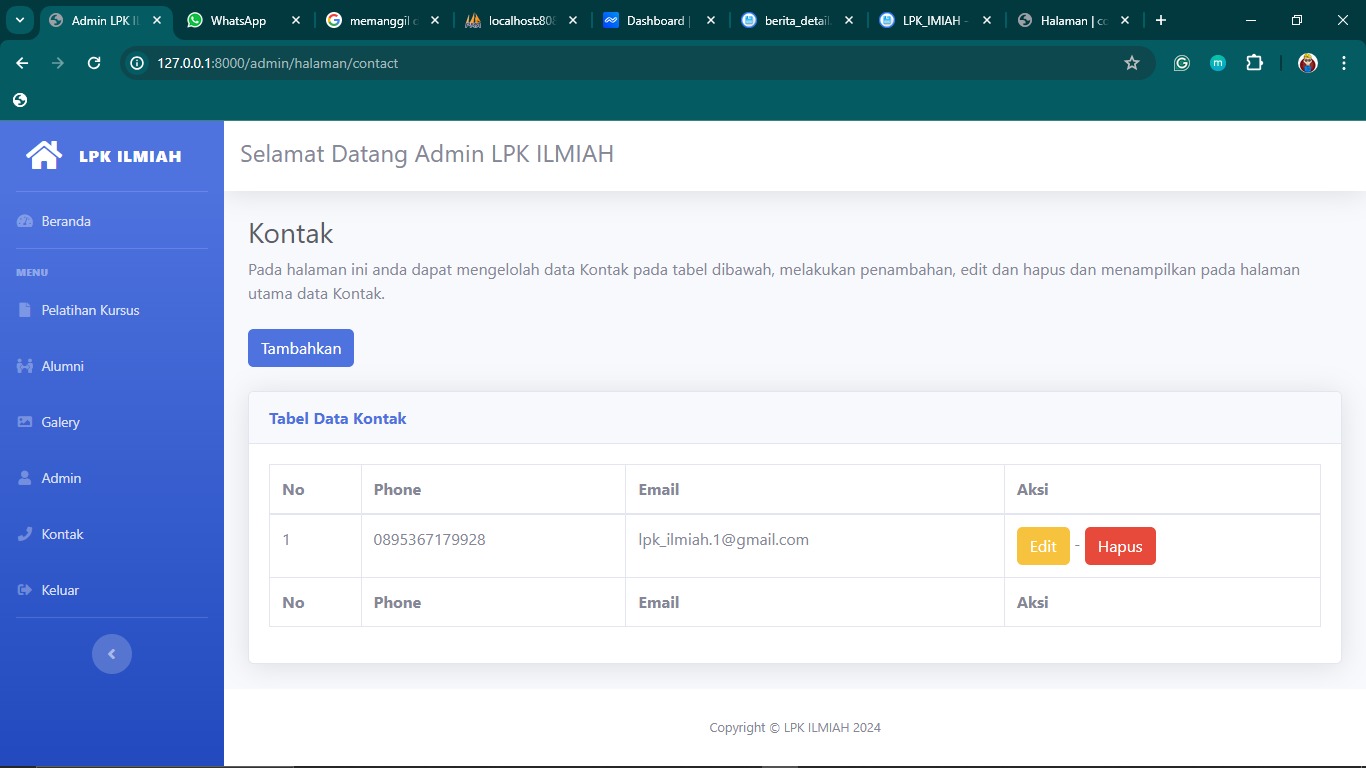 Admin LPK I
WhatsApp
memanggil d
localhost:808
Dashboard |
berita_detail.
LPK_IMIAH -
Halaman | co
127.0.0.1:8000/admin/halaman/contact
LPK ILMIAH
Selamat Datang Admin LPK ILMIAH
Beranda
MENU
Pelatihan Kursus
Alumni
Galery
Admin
Kontak
Keluar
Kontak
Pada halaman ini anda dapat mengelolah data Kontak pada tabel dibawah, melakukan penambahan, edit dan hapus dan menampilkan pada halaman
utama data Kontak.
Tambahkan
Tabel Data Kontak
No Phone Email Aksi
1 0895367179928 lpk_ilmiah.1@gmail.com Edit - Hapus
No Phone Email Aksi
Copyright © LPK ILMIAH 2024